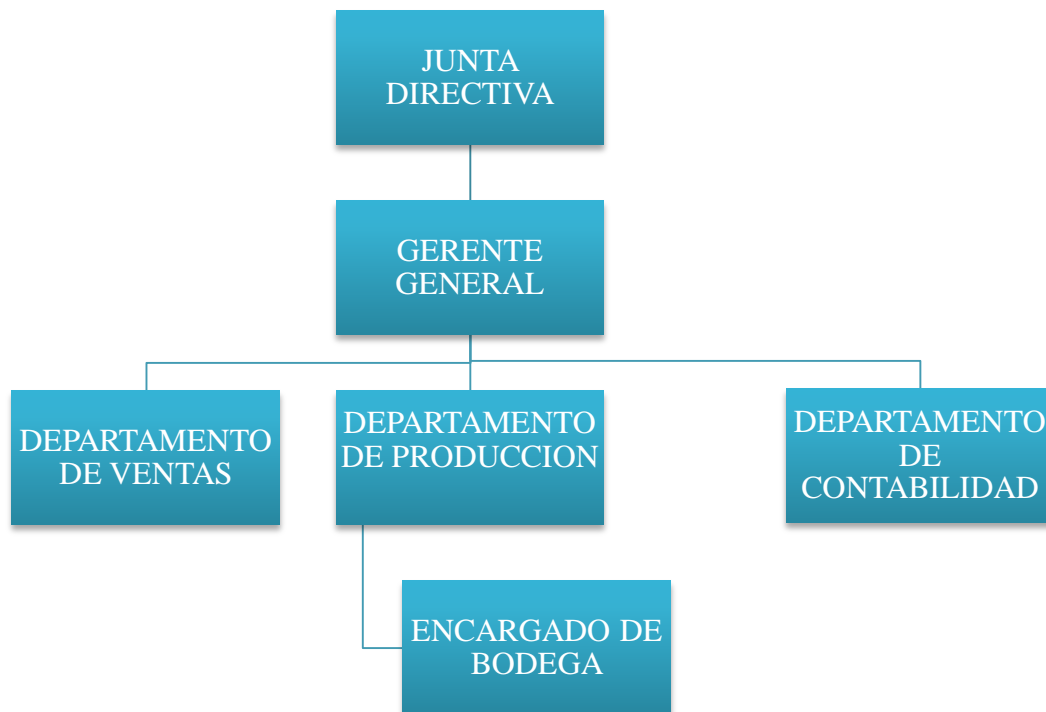 JUNTA
DIRECTIVA
GERENTE
GENERAL
DEPARTAMENTO
DE VENTAS
DEPARTAMENTO
DE PRODUCCION
DEPARTAMENTO
DE
CONTABILIDAD
ENCARGADO DE
BODEGA